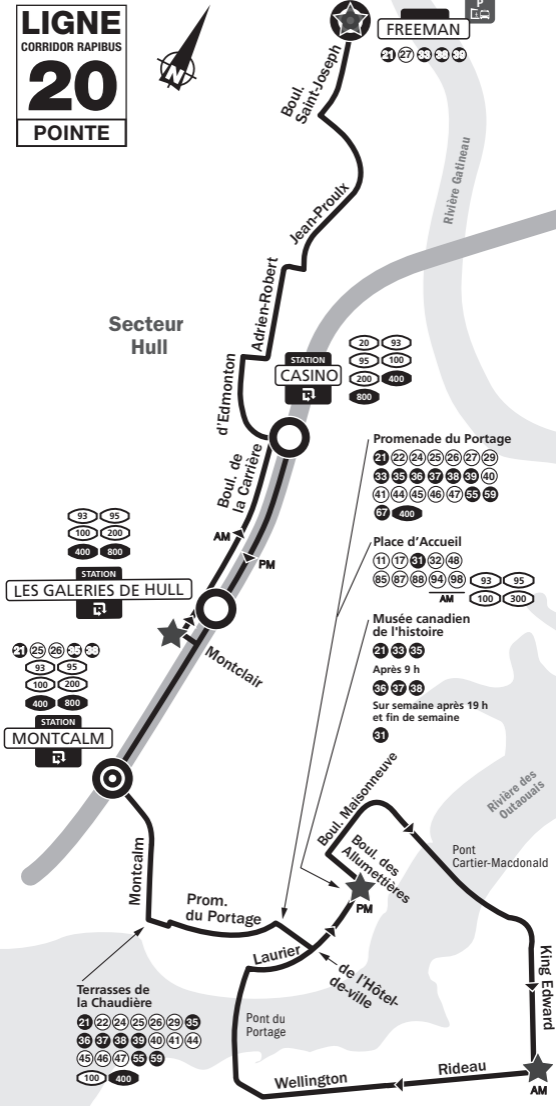 LIGNE
CORRIDOR RAPIBUS
20
POINTE
N
P
FREEMAN
21 27 33 38 39
Boul.
Saint-Joseph
Rivière Gatineau
Jean-Proulx
Adrien-Robert
Secteur
Hull
d'Edmonton
STATION
CASINO
20 93
95 100
200 400
800
Boul. de
la Carrière
AM
PM
93 95
100 200
400 800
STATION
LES GALERIES DE HULL
Montclair
21 25 26 35 36
93 95
100 200
400 800
STATION
MONTCALM
Promenade du Portage
21 22 24 25 26 27 29
33 35 36 37 38 39 40
41 44 45 46 47 55 59
67 400
Place d'Accueil
11 17 31 32 48
85 87 88 94 98 93 95
AM 100 300
Musée canadien
de l'histoire
21 33 35
Après 9 h
36 37 38
Sur semaine après 19 h
et fin de semaine
31
Rivière des
Outaouais
Boul. Maisonneuve
Boul. des
Allumettières
PM
Pont
Cartier-Macdonald
Montcalm
Prom.
du Portage
Laurier
de l'Hôtel-
de-ville
King Edward
Terrasses de
la Chaudière
21 22 24 25 26 29 35
36 37 38 39 40 41 44
45 46 47 55 59
100 400
Pont du
Portage
Wellington
Rideau
AM